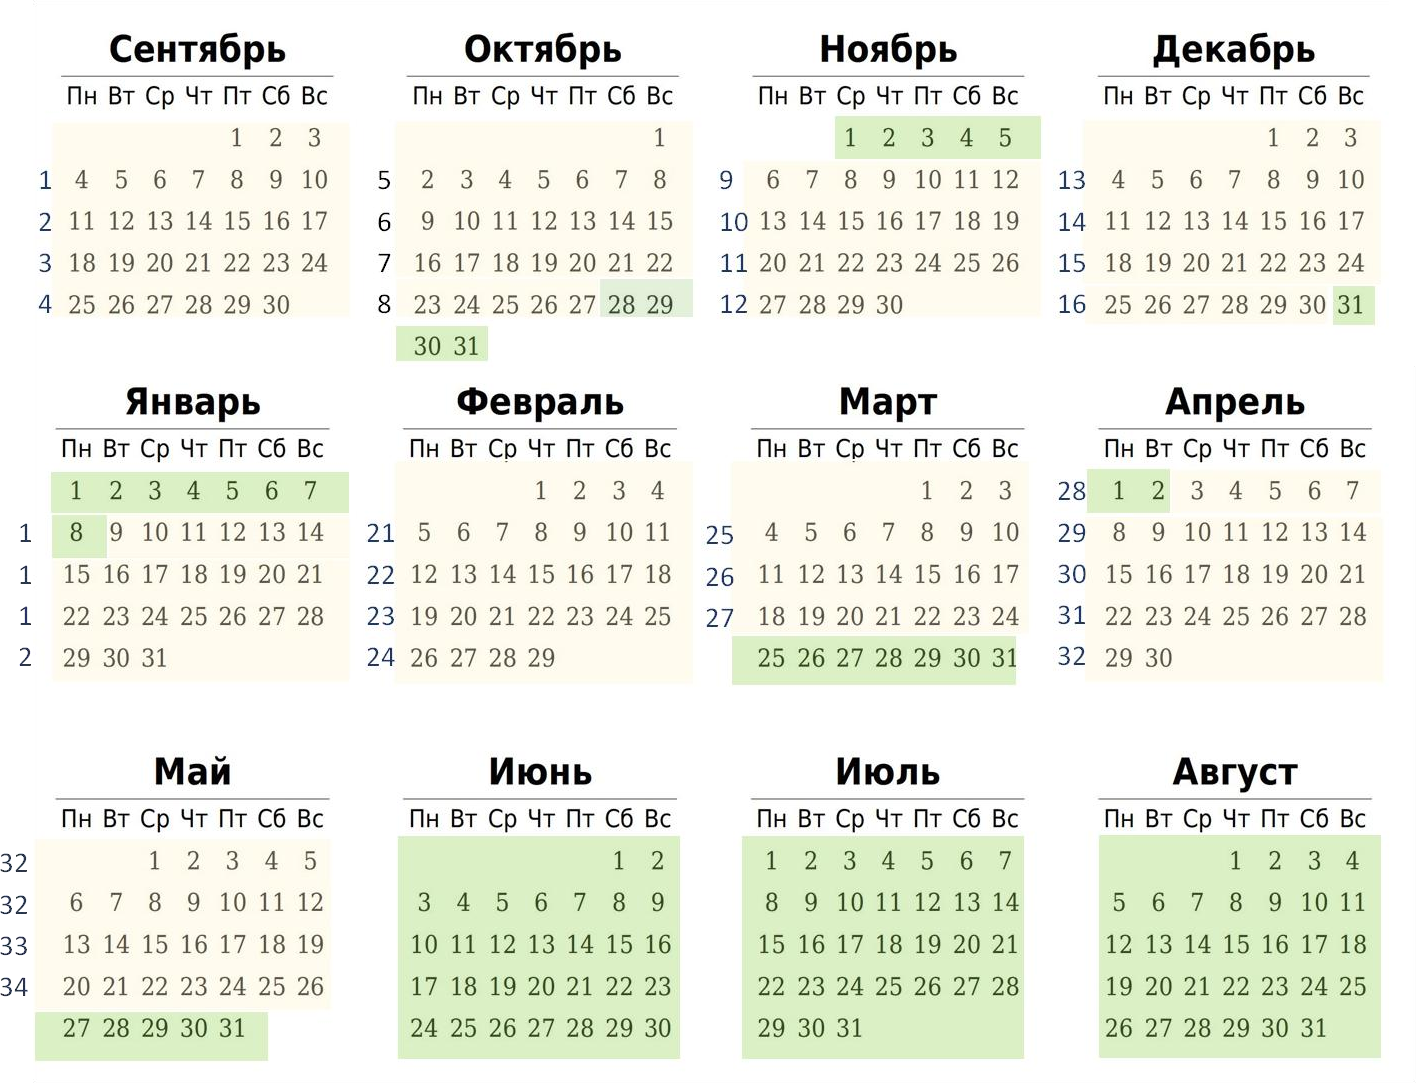 Сентябрь Октябрь Ноябрь Декабрь
Пн Вт Ср Чт Пт Сб Вс Пн Вт Ср Чт Пт Сб Вс Пн Вт Ср Чт Пт Сб Вс Пн Вт Ср Чт Пт Сб Вс
1 2 3 1 1 2 3 4 5 1 2 3
1 4 5 6 7 8 9 10 5 2 3 4 5 6 7 8 9 6 7 8 9 10 11 12 13 4 5 6 7 8 9 10
2 11 12 13 14 15 16 17 6 9 10 11 12 13 14 15 10 13 14 15 16 17 18 19 14 11 12 13 14 15 16 17
3 18 19 20 21 22 23 24 7 16 17 18 19 20 21 22 11 20 21 22 23 24 25 26 15 18 19 20 21 22 23 24
4 25 26 27 28 29 30 8 23 24 25 26 27 28 29 12 27 28 29 30 16 25 26 27 28 29 30 31
30 31
Январь Февраль Март Апрель
Пн Вт Ср Чт Пт Сб Вс Пн Вт Ср Чт Пт Сб Вс Пн Вт Ср Чт Пт Сб Вс Пн Вт Ср Чт Пт Сб Вс
1 2 3 4 5 6 7 1 2 3 4 1 2 3 28 1 2 3 4 5 6 7
1 8 9 10 11 12 13 14 21 5 6 7 8 9 10 11 25 4 5 6 7 8 9 10 29 8 9 10 11 12 13 14
1 15 16 17 18 19 20 21 22 12 13 14 15 16 17 18 26 11 12 13 14 15 16 17 30 15 16 17 18 19 20 21
1 22 23 24 25 26 27 28 23 19 20 21 22 23 24 25 27 18 19 20 21 22 23 24 31 22 23 24 25 26 27 28
2 29 30 31 24 26 27 28 29 25 26 27 28 29 30 31 32 29 30
Май Июнь Июль Август
Пн Вт Ср Чт Пт Сб Вс Пн Вт Ср Чт Пт Сб Вс Пн Вт Ср Чт Пт Сб Вс Пн Вт Ср Чт Пт Сб Вс
32 1 2 3 4 5 1 2 1 2 3 4 5 6 7 1 2 3 4
32 6 7 8 9 10 11 12 3 4 5 6 7 8 9 8 9 10 11 12 13 14 5 6 7 8 9 10 11
33 13 14 15 16 17 18 19 10 11 12 13 14 15 16 15 16 17 18 19 20 21 12 13 14 15 16 17 18
34 20 21 22 23 24 25 26 17 18 19 20 21 22 23 22 23 24 25 26 27 28 19 20 21 22 23 24 25
27 28 29 30 31 24 25 26 27 28 29 30 29 30 31 26 27 28 29 30 31